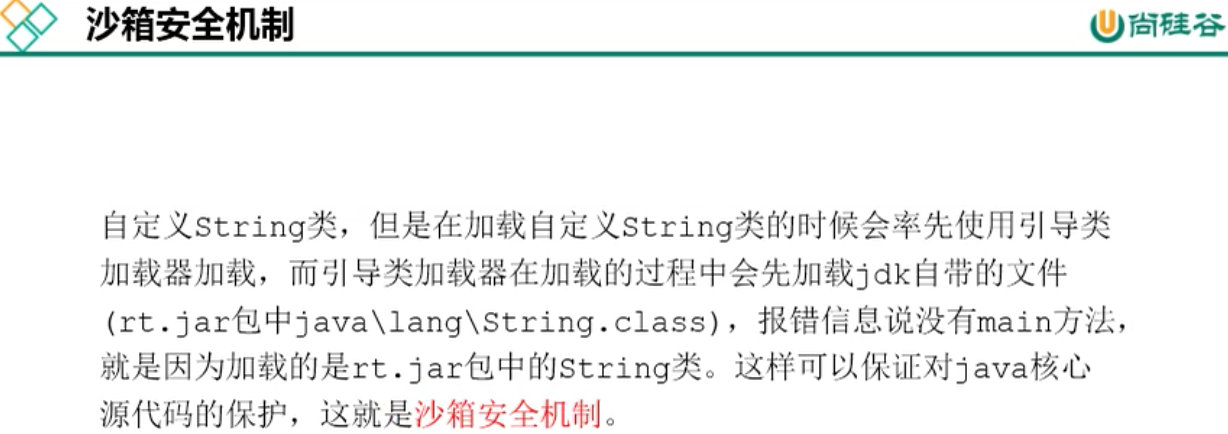 沙箱安全机制
尚硅谷
自定义String类，但是在加载自定义String类的时候会率先使用引导类
加载器加载，而引导类加载器在加载的过程中会先加载jdk自带的文件
(rt.jar包中java\lang\String.class)，报错信息说没有main方法，
就是因为加载的是rt.jar包中的String类。这样可以保证对java核心
源代码的保护，这就是沙箱安全机制。